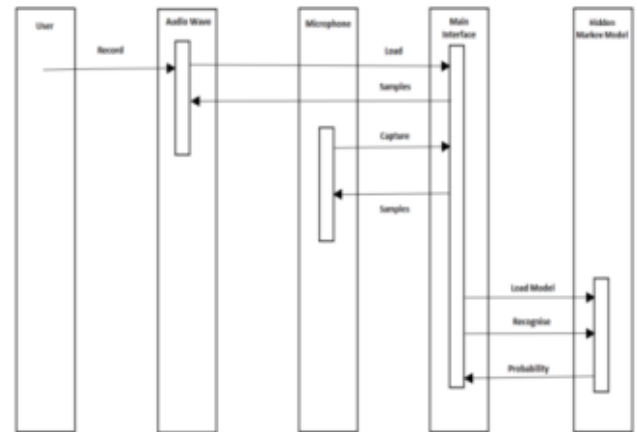 User
Audio Wave
Microphone
Main
Interface
Hidden
Markov Model
Record
Load
Samples
Capture
Samples
Load Model
Recognise
Probability